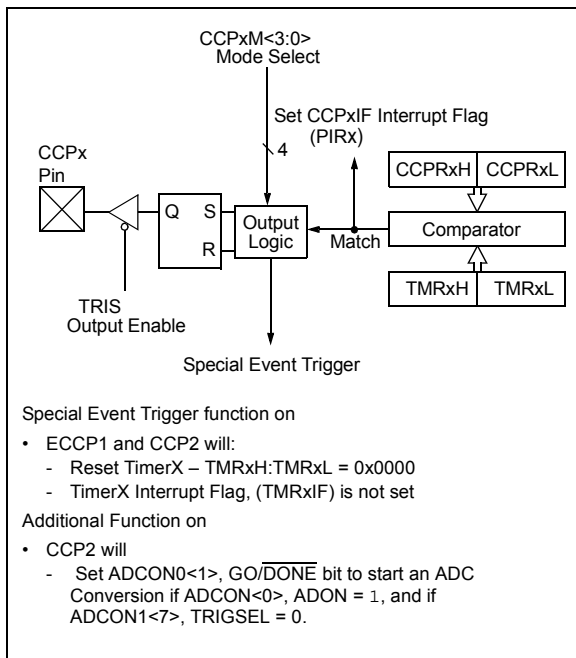 CCPxM<3:0>
Mode Select
Set CCPxIF Interrupt Flag
(PIRx)
4
CCPx
Pin
CCPRxH CCPRxL
Q S
Output
Logic
R
Match
Comparator
TRIS
Output Enable
TMRxH TMRxL
Special Event Trigger
Special Event Trigger function on
• ECCP1 and CCP2 will:
- Reset TimerX – TMRxH:TMRxL = 0x0000
- TimerX Interrupt Flag, (TMRxIF) is not set
Additional Function on
• CCP2 will
- Set ADCON0<1>, GO/DONE bit to start an ADC
Conversion if ADCON<0>, ADON = 1, and if
ADCON1<7>, TRIGSEL = 0.